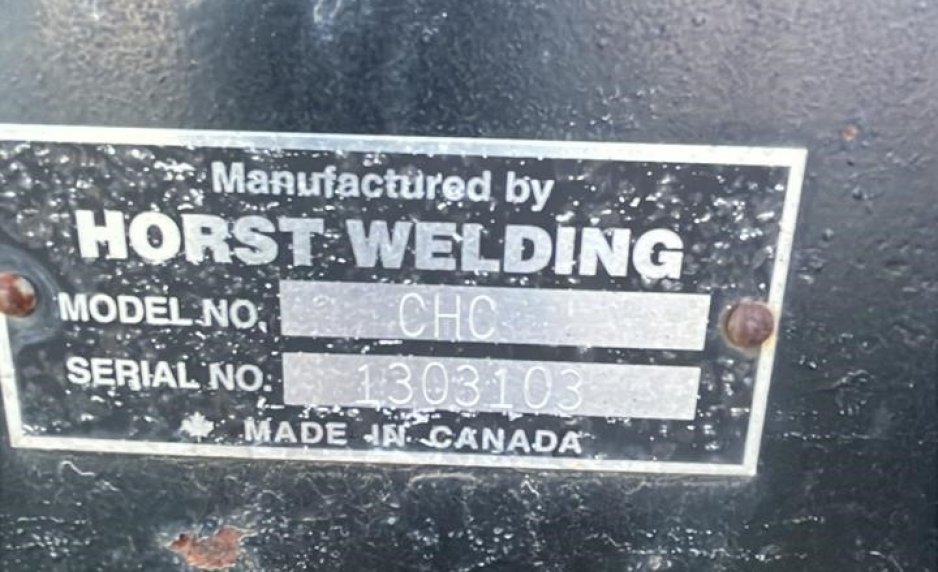 Manufactured by
HORST WELDING
MODEL NO. CHC
SERIAL NO. 1303103
MADE IN CANADA